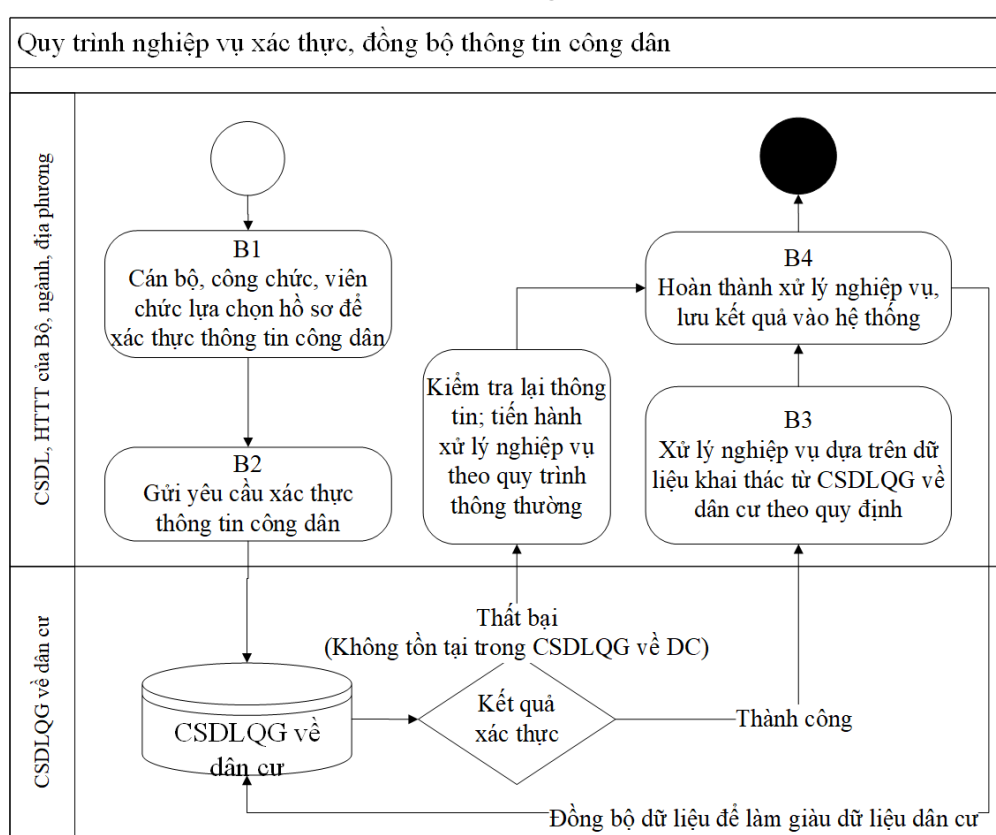 Quy trình nghiệp vụ xác thực, đồng bộ thông tin công dân
CSDL, HTTT của Bộ, ngành, địa phương
B1
Cán bộ, công chức, viên
chức lựa chọn hồ sơ để
xác thực thông tin công dân
B2
Gửi yêu cầu xác thực
thông tin công dân
Kiểm tra lại thông
tin; tiến hành
xử lý nghiệp vụ
theo quy trình
thông thường
B4
Hoàn thành xử lý nghiệp vụ,
lưu kết quả vào hệ thống
B3
Xử lý nghiệp vụ dựa trên dữ
liệu khai thác từ CSDLQG về
dân cư theo quy định
CSDLQG về dân cư
Thất bại
(Không tồn tại trong CSDLQG về DC)
CSDLQG về
dân cư
Kết quả
xác thực
Thành công
Đồng bộ dữ liệu để làm giàu dữ liệu dân cư